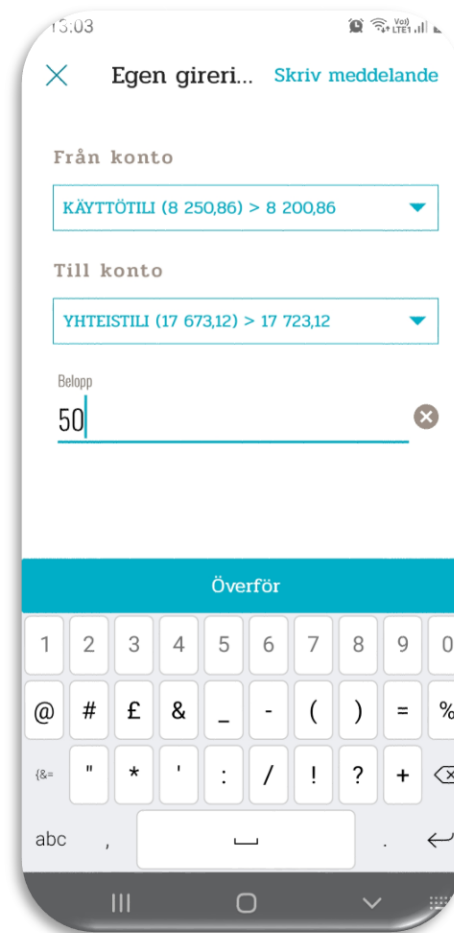 13:03 Vo)) LTE1
Egen gireri... Skriv meddelande
Från konto
KÄYTTÖTILI (8 250,86) > 8 200,86
Till konto
YHTEISTILI (17 673,12) > 17 723,12
Belopp
50
Överför
1 2 3 4 5 6 7 8 9 0
@ # £ & _ - ( ) = %
{&= " * ' : / ! ? +
abc , .